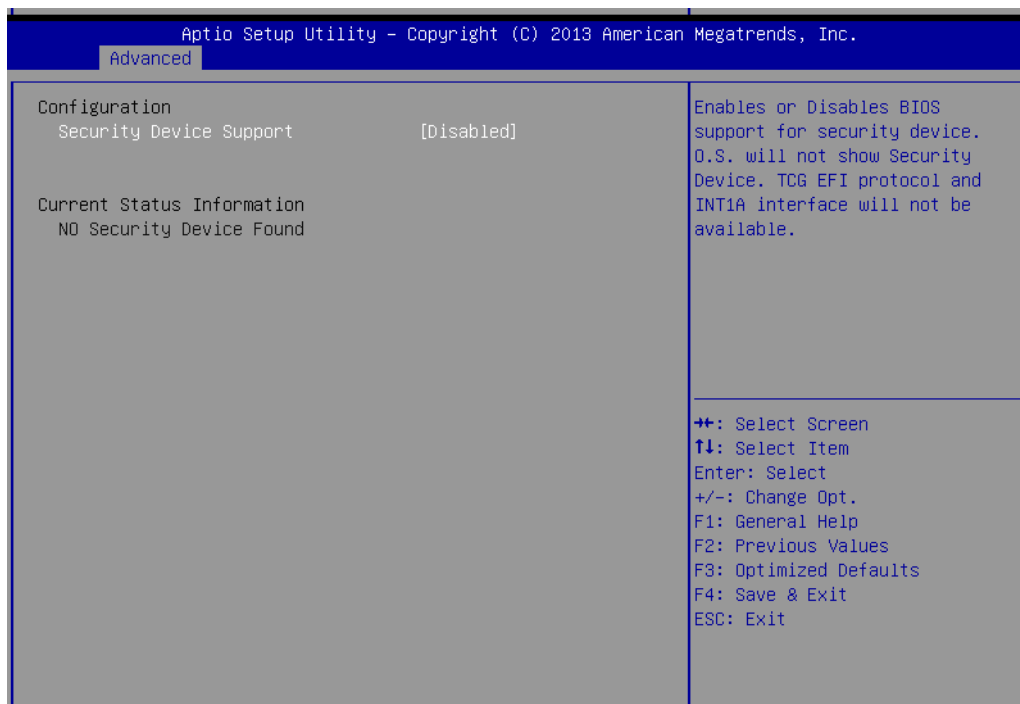 Aptio Setup Utility – Copyright (C) 2013 American Megatrends, Inc.
Advanced
Configuration
Security Device Support [Disabled]
Current Status Information
NO Security Device Found
Enables or Disables BIOS
support for security device.
O.S. will not show Security
Device. TCG EFI protocol and
INT1A interface will not be
available.
→←: Select Screen
↑↓: Select Item
Enter: Select
+/-: Change Opt.
F1: General Help
F2: Previous Values
F3: Optimized Defaults
F4: Save & Exit
ESC: Exit